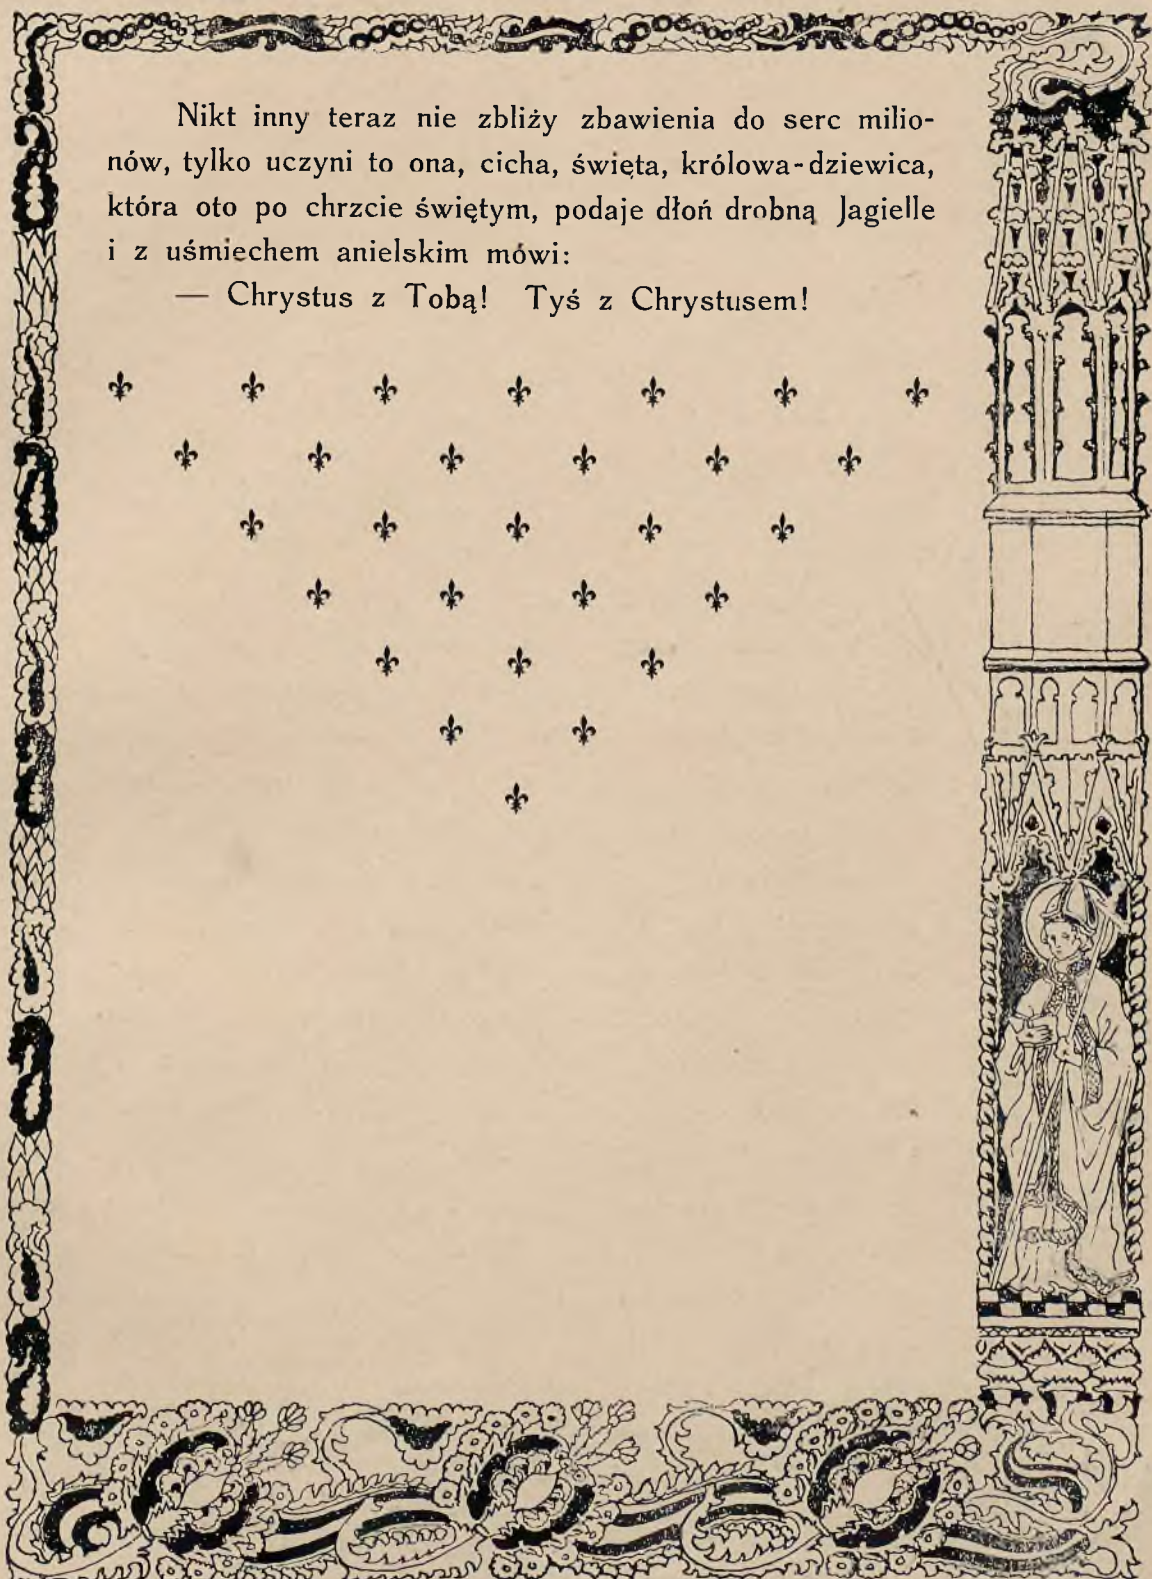 Nikt inny teraz nie zbliży zbawienia do serc milio-
nów, tylko uczyni to ona, cicha, święta, królowa-dziewica,
która oto po chrzcie świętym, podaje dłoń drobną Jagielle
i z uśmiechem anielskim mówi:
— Chrystus z Tobą! Tyś z Chrystusem!